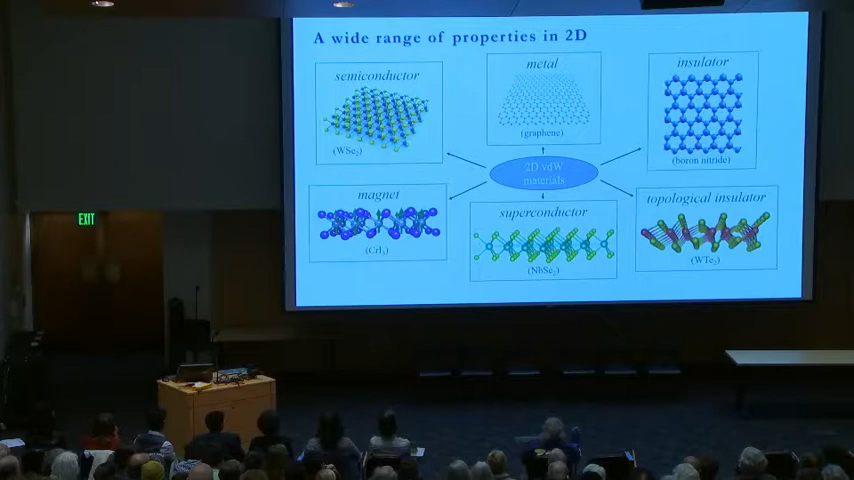 A wide range of properties in 2D
semiconductor
(WSe₂)
metal
(graphene)
insulator
(boron nitride)
2D vdW
materials
magnet
(CrI₃)
superconductor
(NbSe₂)
topological insulator
(WTe₂)
EXIT